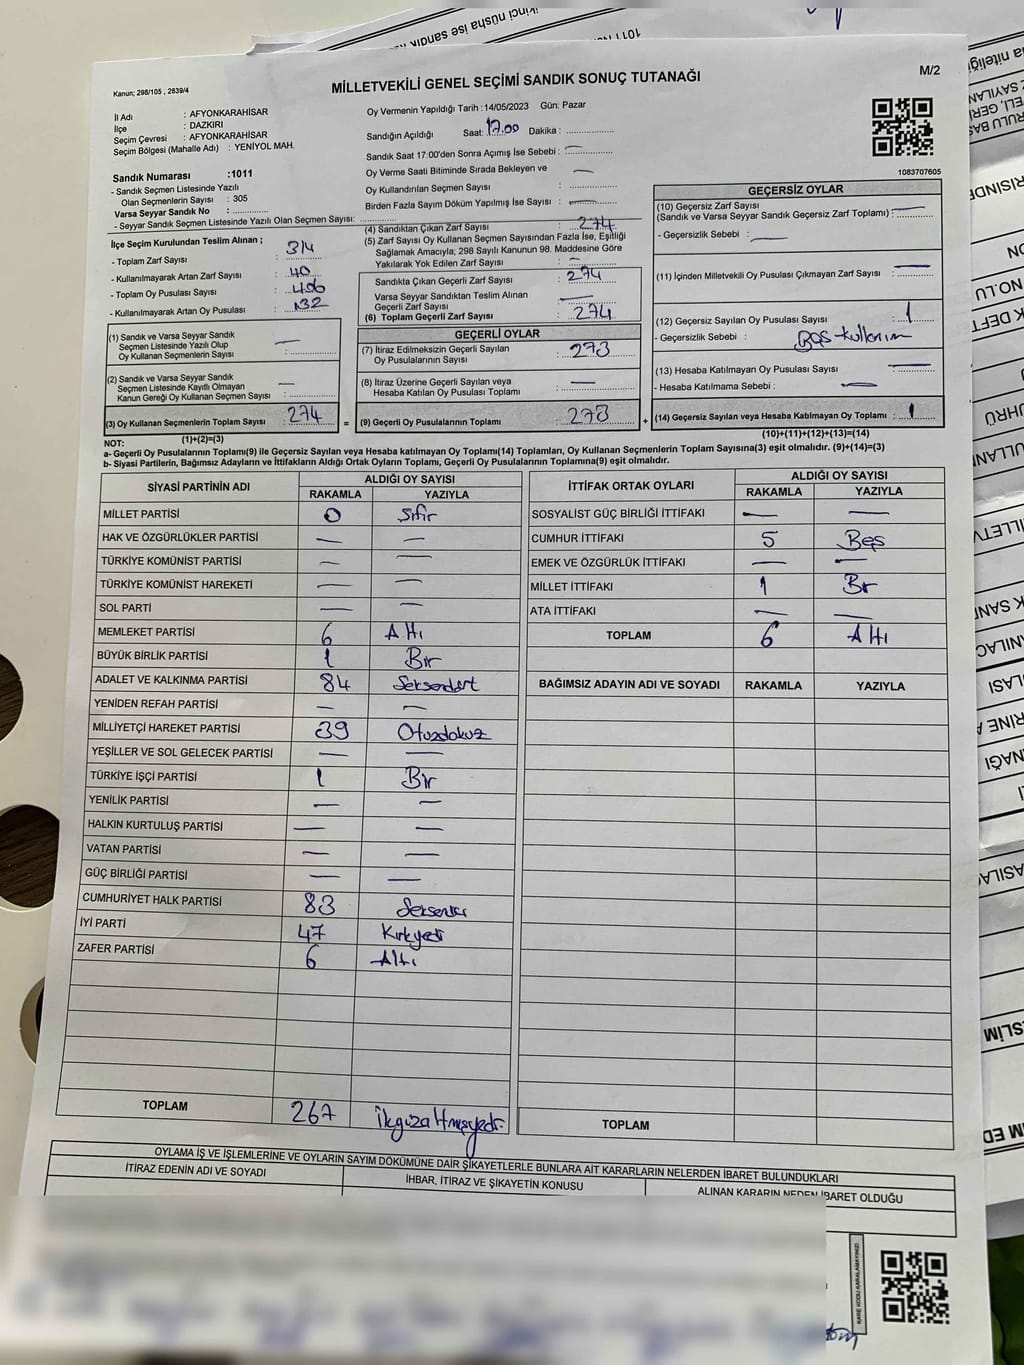 Kanun; 298/105 , 2839/4
MİLLETVEKİLİ GENEL SEÇİMİ SANDIK SONUÇ TUTANAĞI
M/2
İl Adı : AFYONKARAHİSAR
İlçe : DAZKIRI
Seçim Çevresi : AFYONKARAHİSAR
Seçim Bölgesi (Mahalle Adı) : YENİYOL MAH.
Sandık Numarası :1011
- Sandık Seçmen Listesinde Yazılı
Olan Seçmenlerin Sayısı : 305
Varsa Seyyar Sandık No :
- Seyyar Sandık Seçmen Listesinde Yazılı Olan Seçmen Sayısı:
Oy Vermenin Yapıldığı Tarih :14/05/2023 Gün: Pazar
Sandığın Açıldığı Saat: 17.00 Dakika :
Sandık Saat 17:00'den Sonra Açımış İse Sebebi : —
Oy Verme Saati Bitiminde Sırada Bekleyen ve
Oy Kullandırılan Seçmen Sayısı : —
Birden Fazla Sayım Döküm Yapılmış İse Sayısı : —
1083707605
İlçe Seçim Kurulundan Teslim Alınan ;
- Toplam Zarf Sayısı : 314
- Kullanılmayarak Artan Zarf Sayısı : 40
- Toplam Oy Pusulası Sayısı : 406
- Kullanılmayarak Artan Oy Pusulası : 132
(4) Sandıktan Çıkan Zarf Sayısı : 274
(5) Zarf Sayısı Oy Kullanan Seçmen Sayısından Fazla İse, Eşitliği
Sağlamak Amacıyla; 298 Sayılı Kanunun 98. Maddesine Göre
Yakılarak Yok Edilen Zarf Sayısı : —
Sandıkta Çıkan Geçerli Zarf Sayısı : 274
Varsa Seyyar Sandıktan Teslim Alınan
Geçerli Zarf Sayısı : —
(6) Toplam Geçerli Zarf Sayısı : 274
GEÇERSİZ OYLAR
(10) Geçersiz Zarf Sayısı : —
(Sandık ve Varsa Seyyar Sandık Geçersiz Zarf Toplamı)
- Geçersizlik Sebebi : —
(11) İçinden Milletvekili Oy Pusulası Çıkmayan Zarf Sayısı : —
(12) Geçersiz Sayılan Oy Pusulası Sayısı : 1
- Geçersizlik Sebebi : Boş kullanım
(13) Hesaba Katılmayan Oy Pusulası Sayısı : —
- Hesaba Katılmama Sebebi : —
(14) Geçersiz Sayılan veya Hesaba Katılmayan Oy Toplamı : 1
(10)+(11)+(12)+(13)=(14)
(1) Sandık ve Varsa Seyyar Sandık
Seçmen Listesinde Yazılı Olup
Oy Kullanan Seçmenlerin Sayısı : —
(2) Sandık ve Varsa Seyyar Sandık
Seçmen Listesinde Kayıtlı Olmayan
Kanun Gereği Oy Kullanan Seçmen Sayısı : —
(3) Oy Kullanan Seçmenlerin Toplam Sayısı : 274 =
(1)+(2)=(3)
GEÇERLİ OYLAR
(7) İtiraz Edilmeksizin Geçerli Sayılan
Oy Pusulalarının Sayısı : 273
(8) İtiraz Üzerine Geçerli Sayılan veya
Hesaba Katılan Oy Pusulası Toplamı : —
(9) Geçerli Oy Pusulalarının Toplamı : 273 +
NOT:
a- Geçerli Oy Pusulasının Toplamı(9) ile Geçersiz Sayılan veya Hesaba katılmayan Oy Toplamı(14) Toplamları, Oy Kullanan Seçmenlerin Toplam Sayısına(3) eşit olmalıdır. (9)+(14)=(3)
b- Siyasi Partilerin, Bağımsız Adayların ve İttifakların Aldığı Ortak Oyların Toplamı, Geçerli Oy Pusulasının Toplamına(9) eşit olmalıdır.
SİYASİ PARTİNİN ADI
ALDIĞI OY SAYISI
RAKAMLA YAZIYLA
MİLLET PARTİSİ 0 Sıfır
HAK VE ÖZGÜRLÜKLER PARTİSİ — —
TÜRKİYE KOMÜNİST PARTİSİ — —
TÜRKİYE KOMÜNİST HAREKETİ — —
SOL PARTİ — —
MEMLEKET PARTİSİ 6 Altı
BÜYÜK BİRLİK PARTİSİ 1 Bir
ADALET VE KALKINMA PARTİSİ 84 Seksendört
YENİDEN REFAH PARTİSİ — —
MİLLİYETÇİ HAREKET PARTİSİ 39 Otuzdokuz
YEŞİLLER VE SOL GELECEK PARTİSİ — —
TÜRKİYE İŞÇİ PARTİSİ 1 Bir
YENİLİK PARTİSİ — —
HALKIN KURTULUŞ PARTİSİ — —
VATAN PARTİSİ — —
GÜÇ BİRLİĞİ PARTİSİ — —
CUMHURİYET HALK PARTİSİ 83
İYİ PARTİ 47 Kırkyedi
ZAFER PARTİSİ 6 Altı
TOPLAM 267
İTTİFAK ORTAK OYLARI
ALDIĞI OY SAYISI
RAKAMLA YAZIYLA
SOSYALİST GÜÇ BİRLİĞİ İTTİFAKI — —
CUMHUR İTTİFAKI 5 Beş
EMEK VE ÖZGÜRLÜK İTTİFAKI — —
MİLLET İTTİFAKI 1 Bir
ATA İTTİFAKI — —
TOPLAM 6 Altı
BAĞIMSIZ ADAYIN ADI VE SOYADI RAKAMLA YAZIYLA
TOPLAM
OYLAMA İŞ VE İŞLEMLERİNE VE OYLARIN SAYIM DÖKÜMÜNE DAİR ŞİKAYETLERLE BUNLARA AİT KARARLARIN NELERDEN İBARET BULUNDUKLARI
İTİRAZ EDENİN ADI VE SOYADI
İHBAR, İTİRAZ VE ŞİKAYETİN KONUSU
ALINAN KARARIN NEDEN İBARET OLDUĞU
KARE KODU KARALAMAYINIZ!